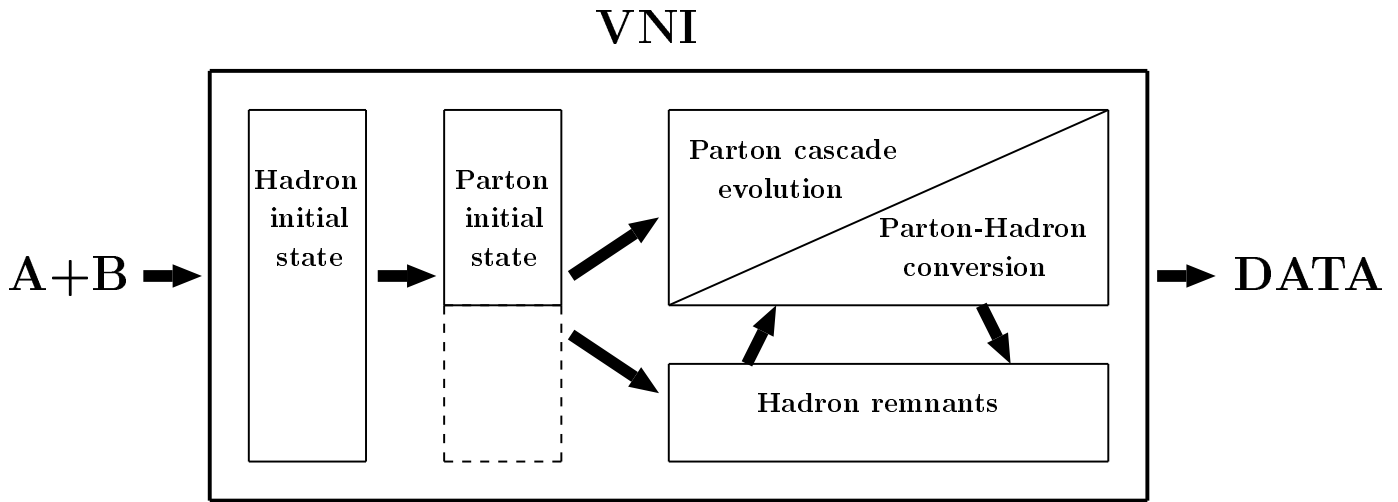 VNI
A+B
Hadron
initial
state
Parton
initial
state
Parton cascade
evolution
Parton-Hadron
conversion
Hadron remnants
DATA